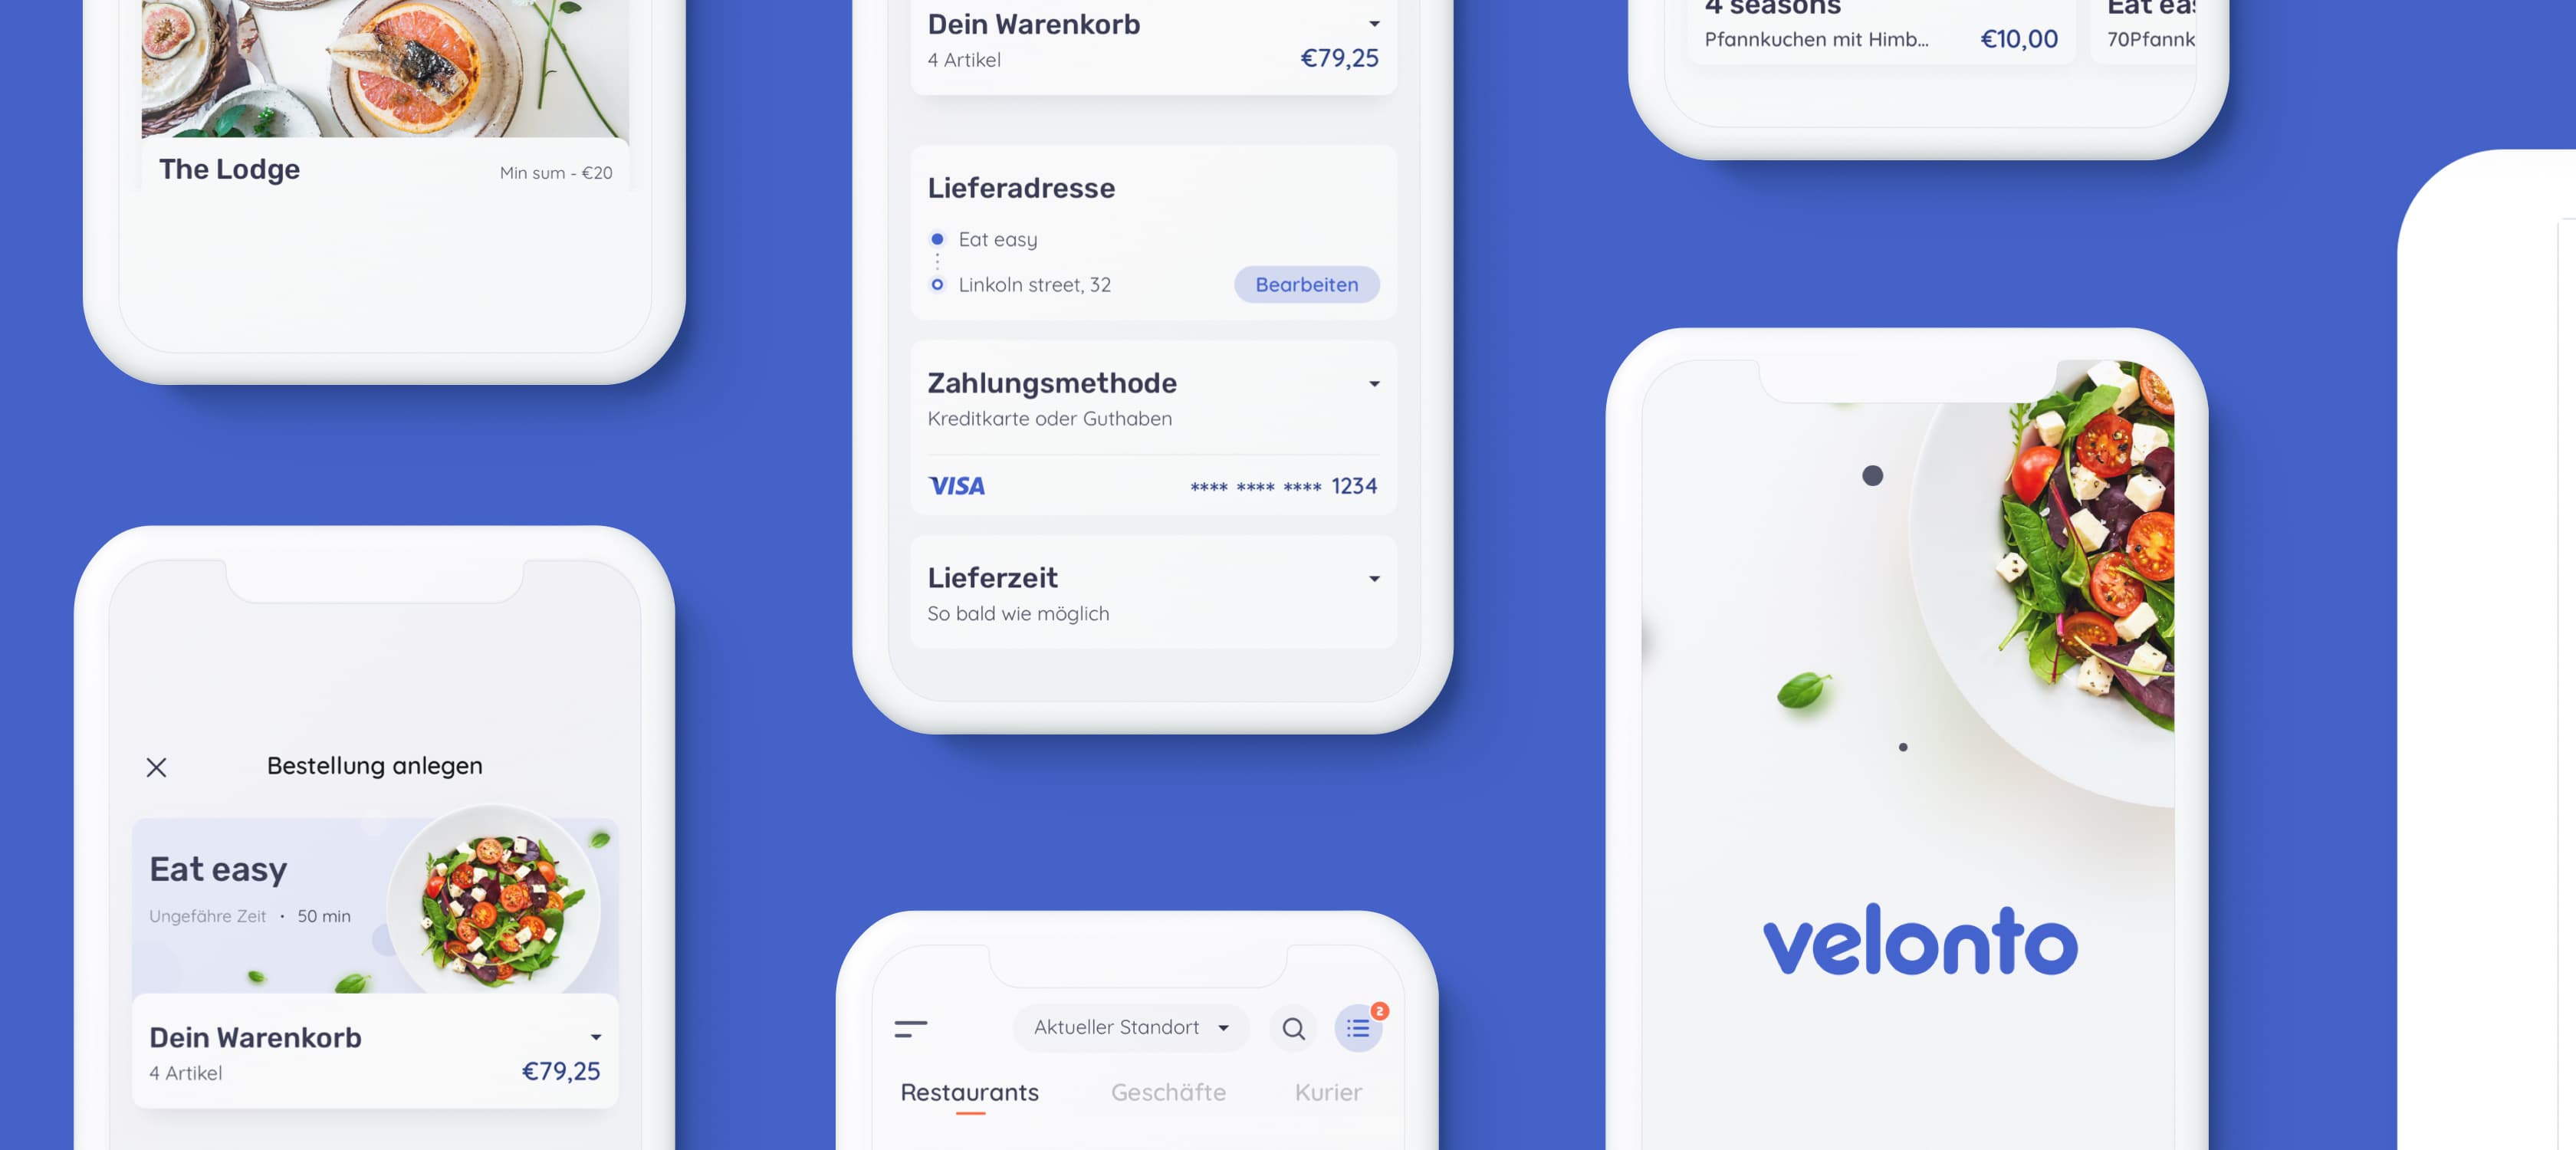 The Lodge
Min sum - €20
Bestellung anlegen
Eat easy
Ungefähre Zeit • 50 min
Dein Warenkorb
4 Artikel
€79,25
Dein Warenkorb
4 Artikel
€79,25
Lieferadresse
Eat easy
Linkoln street, 32
Bearbeiten
Zahlungsmethode
Kreditkarte oder Guthaben
VISA
**** **** **** 1234
Lieferzeit
So bald wie möglich
Aktueller Standort
2
Restaurants
Geschäfte
Kurier
4 seasons
Pfannkuchen mit Himb...
€10,00
Eat eas
70Pfannk
velonto